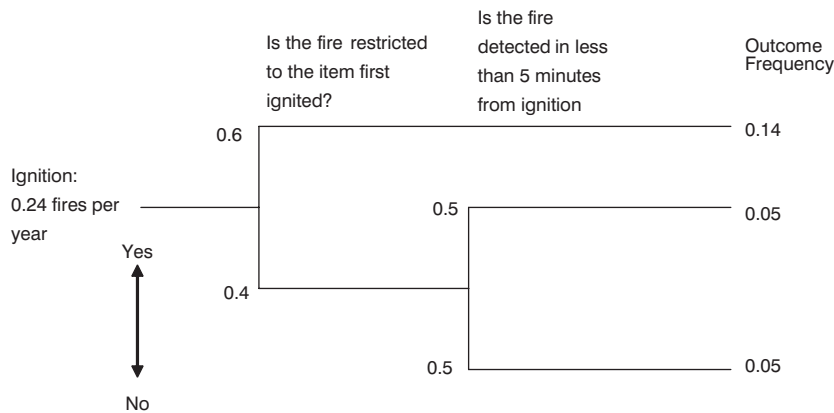 Is the fire restricted
to the item first
ignited?
Is the fire
detected in less
than 5 minutes
from ignition
Outcome
Frequency
0.6
0.14
Ignition:
0.24 fires per
year
0.5
0.05
Yes
0.4
0.5
0.05
No